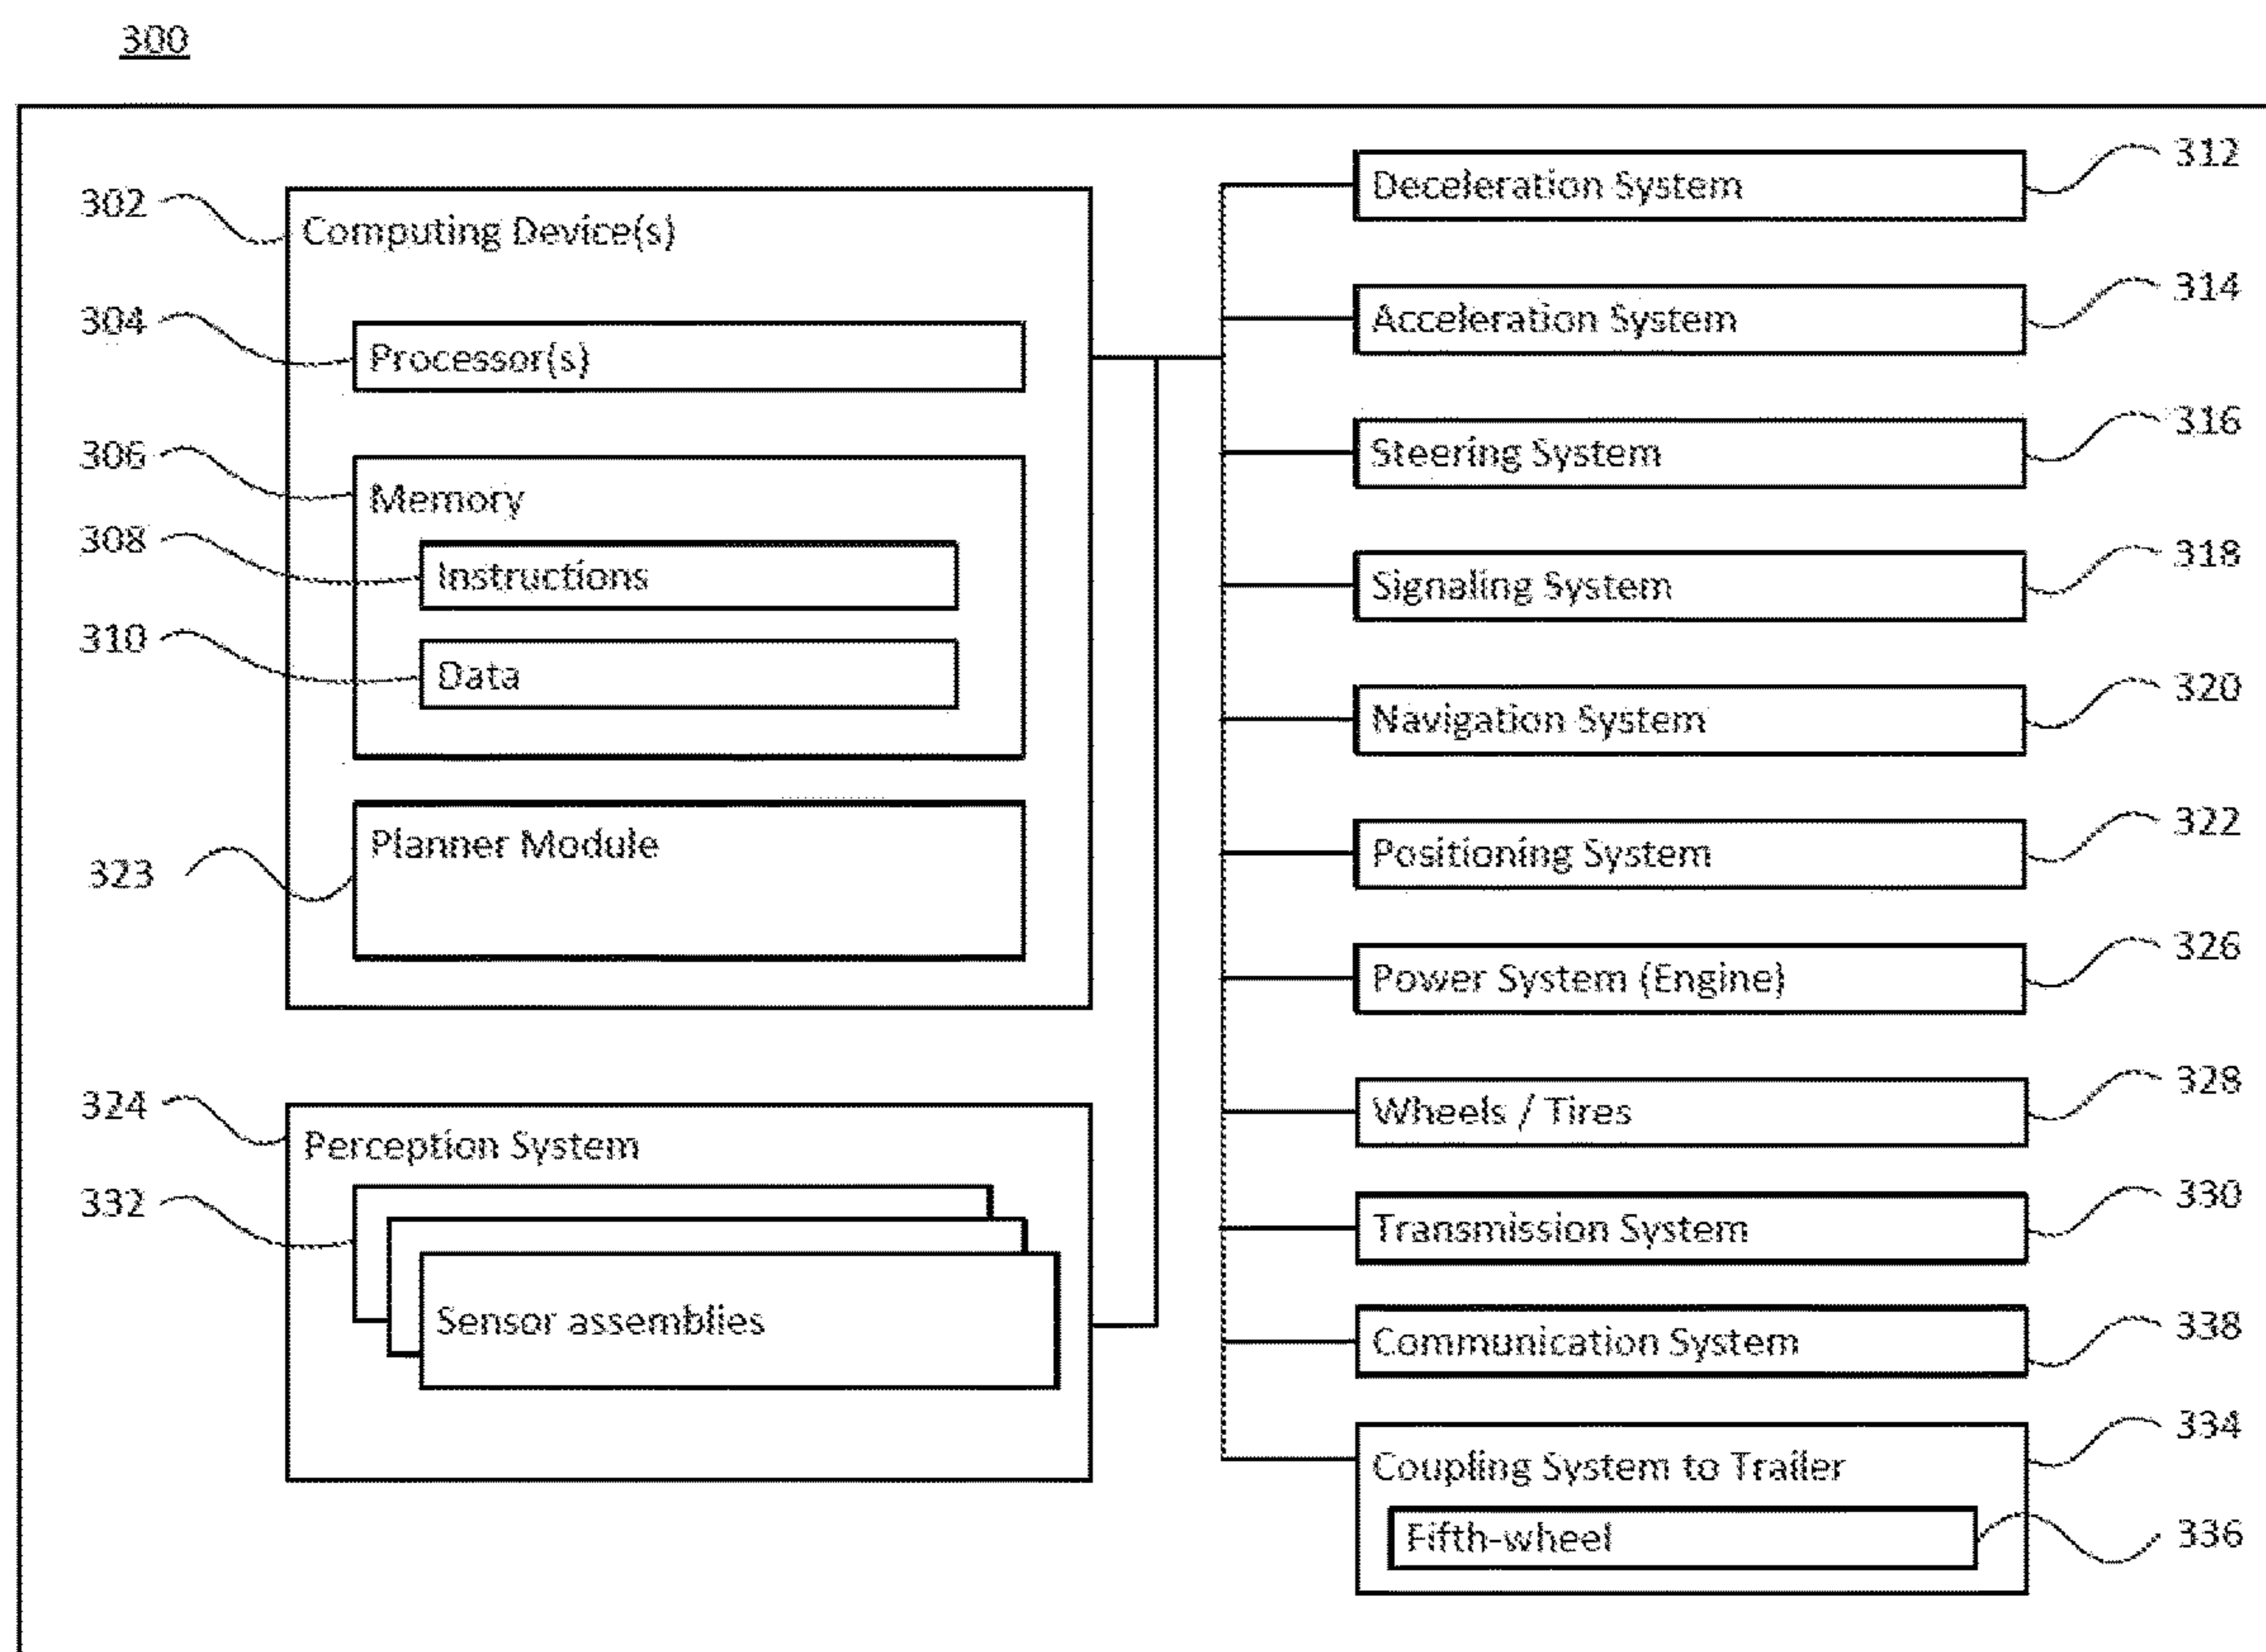 300
302
Computing Device(s)
304
Processor(s)
306
Memory
308
Instructions
310
Data
323
Planner Module
324
Perception System
332
Sensor assemblies
Deceleration System
312
Acceleration System
314
Steering System
316
Signaling System
318
Navigation System
320
Positioning System
322
Power System (Engine)
326
Wheels / Tires
328
Transmission System
330
Communication System
338
Coupling System to Trailer
334
Fifth-wheel
336